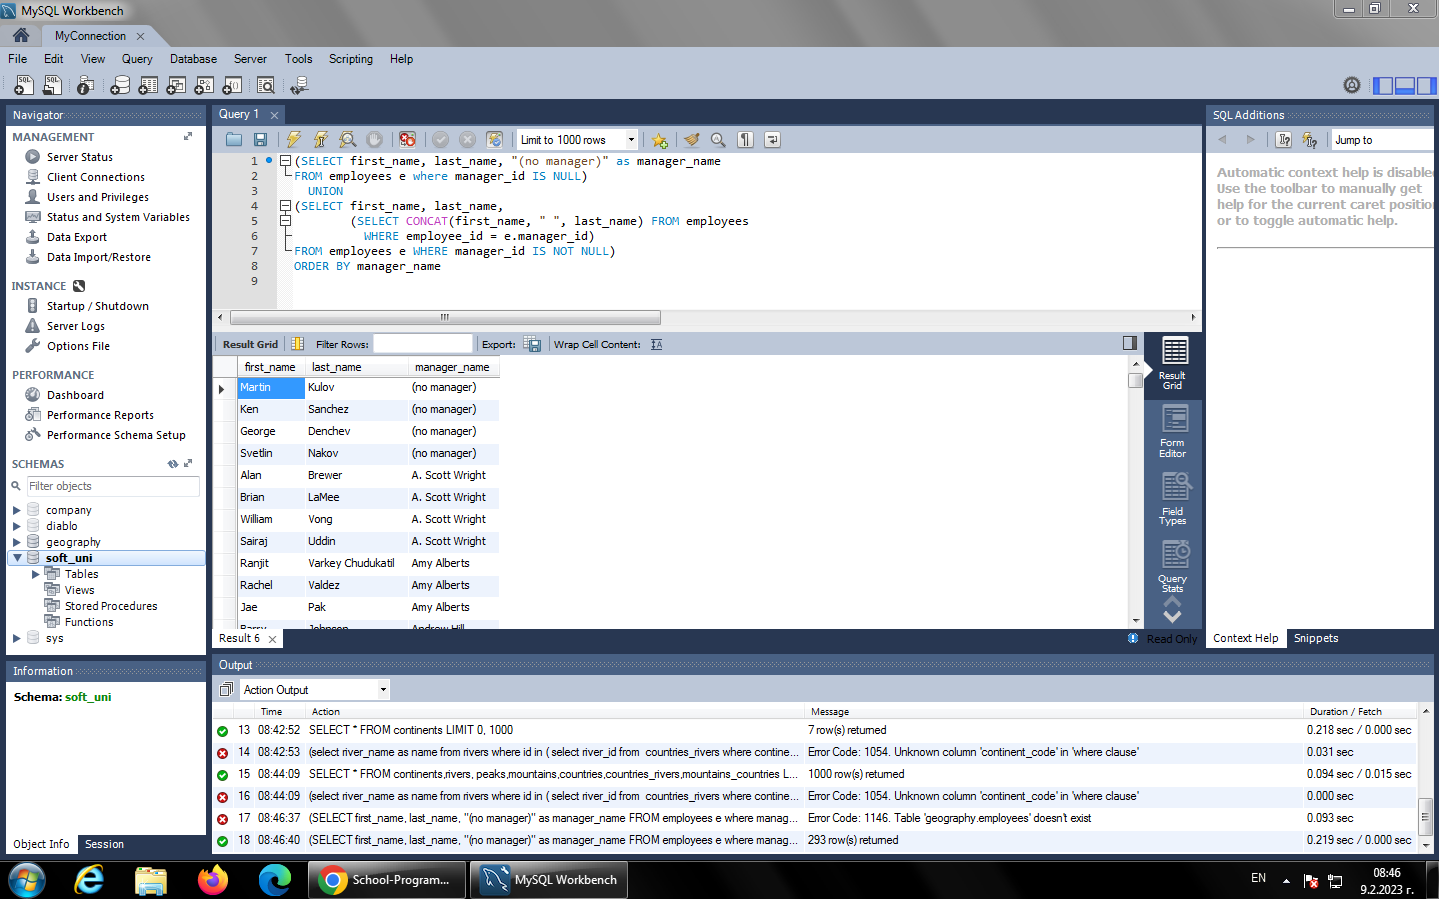 MySQL Workbench
MyConnection
File Edit View Query Database Server Tools Scripting Help
Navigator
MANAGEMENT
Server Status
Client Connections
Users and Privileges
Status and System Variables
Data Export
Data Import/Restore
INSTANCE
Startup / Shutdown
Server Logs
Options File
PERFORMANCE
Dashboard
Performance Reports
Performance Schema Setup
SCHEMAS
Filter objects
company
diablo
geography
soft_uni
Tables
Views
Stored Procedures
Functions
sys
Information
Schema: soft_uni
Object Info Session
Query 1
Limit to 1000 rows
1 (SELECT first_name, last_name, "(no manager)" as manager_name
2 FROM employees e where manager_id IS NULL)
3 UNION
4 (SELECT first_name, last_name,
5 (SELECT CONCAT(first_name, " ", last_name) FROM employees
6 WHERE employee_id = e.manager_id)
7 FROM employees e WHERE manager_id IS NOT NULL)
8 ORDER BY manager_name
9
Result Grid Filter Rows: Export: Wrap Cell Content:
first_name last_name manager_name
Martin Kulov (no manager)
Ken Sanchez (no manager)
George Denchev (no manager)
Svetlin Nakov (no manager)
Alan Brewer A. Scott Wright
Brian LaMee A. Scott Wright
William Vong A. Scott Wright
Sairaj Uddin A. Scott Wright
Ranjit Varkey Chudukatil Amy Alberts
Rachel Valdez Amy Alberts
Jae Pak Amy Alberts
Barry Johnson Andrew Hill
Result
Grid
Form
Editor
Field
Types
Query
Stats
Result 6
Read Only
SQL Additions
Jump to
Automatic context help is disabled
Use the toolbar to manually get
help for the current caret position
or to toggle automatic help.
Context Help Snippets
Output
Action Output
Time Action Message Duration / Fetch
13 08:42:52 SELECT * FROM continents LIMIT 0, 1000 7 row(s) returned 0.218 sec / 0.000 sec
14 08:42:53 (select river_name as name from rivers where id in ( select river_id from countries_rivers where contine... Error Code: 1054. Unknown column 'continent_code' in 'where clause' 0.031 sec
15 08:44:09 SELECT * FROM continents,rivers, peaks,mountains,countries,countries_rivers,mountains_countries L... 1000 row(s) returned 0.094 sec / 0.015 sec
16 08:44:09 (select river_name as name from rivers where id in ( select river_id from countries_rivers where contine... Error Code: 1054. Unknown column 'continent_code' in 'where clause' 0.000 sec
17 08:46:37 (SELECT first_name, last_name, "(no manager)" as manager_name FROM employees e where manag... Error Code: 1146. Table 'geography.employees' doesn't exist 0.093 sec
18 08:46:40 (SELECT first_name, last_name, "(no manager)" as manager_name FROM employees e where manag... 293 row(s) returned 0.219 sec / 0.000 sec
School-Program...
MySQL Workbench
EN
08:46
9.2.2023 г.